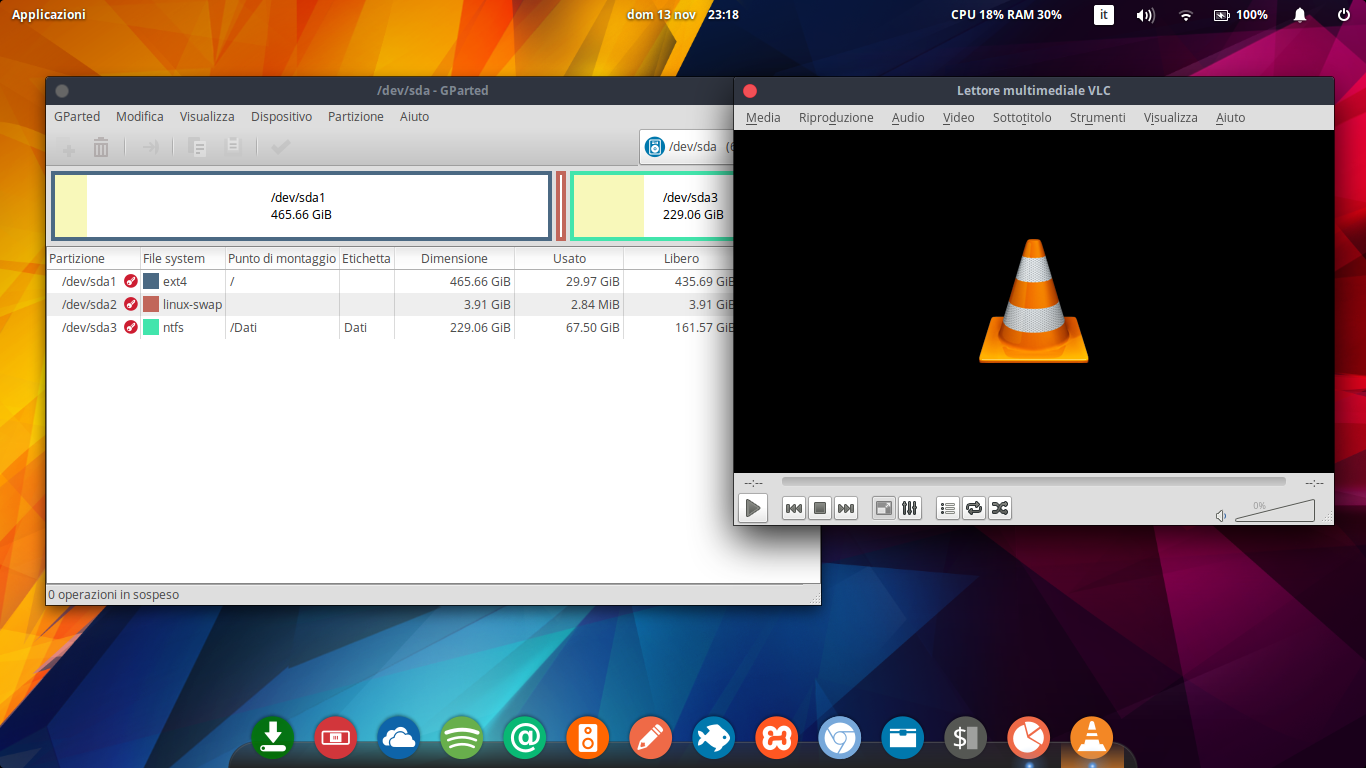 Applicazioni
dom 13 nov 23:18
CPU 18% RAM 30%
it
100%
/dev/sda - GParted
GParted Modifica Visualizza Dispositivo Partizione Aiuto
/dev/sda
/dev/sda1
465.66 GiB
/dev/sda3
229.06 GiB
Partizione File system Punto di montaggio Etichetta Dimensione Usato Libero
/dev/sda1 ext4 / 465.66 GiB 29.97 GiB 435.69 GiB
/dev/sda2 linux-swap 3.91 GiB 2.84 MiB 3.91 GiB
/dev/sda3 ntfs /Dati Dati 229.06 GiB 67.50 GiB 161.57 GiB
0 operazioni in sospeso
Lettore multimediale VLC
Media Riproduzione Audio Video Sottotitolo Strumenti Visualizza Aiuto
--:-- --:--
0%